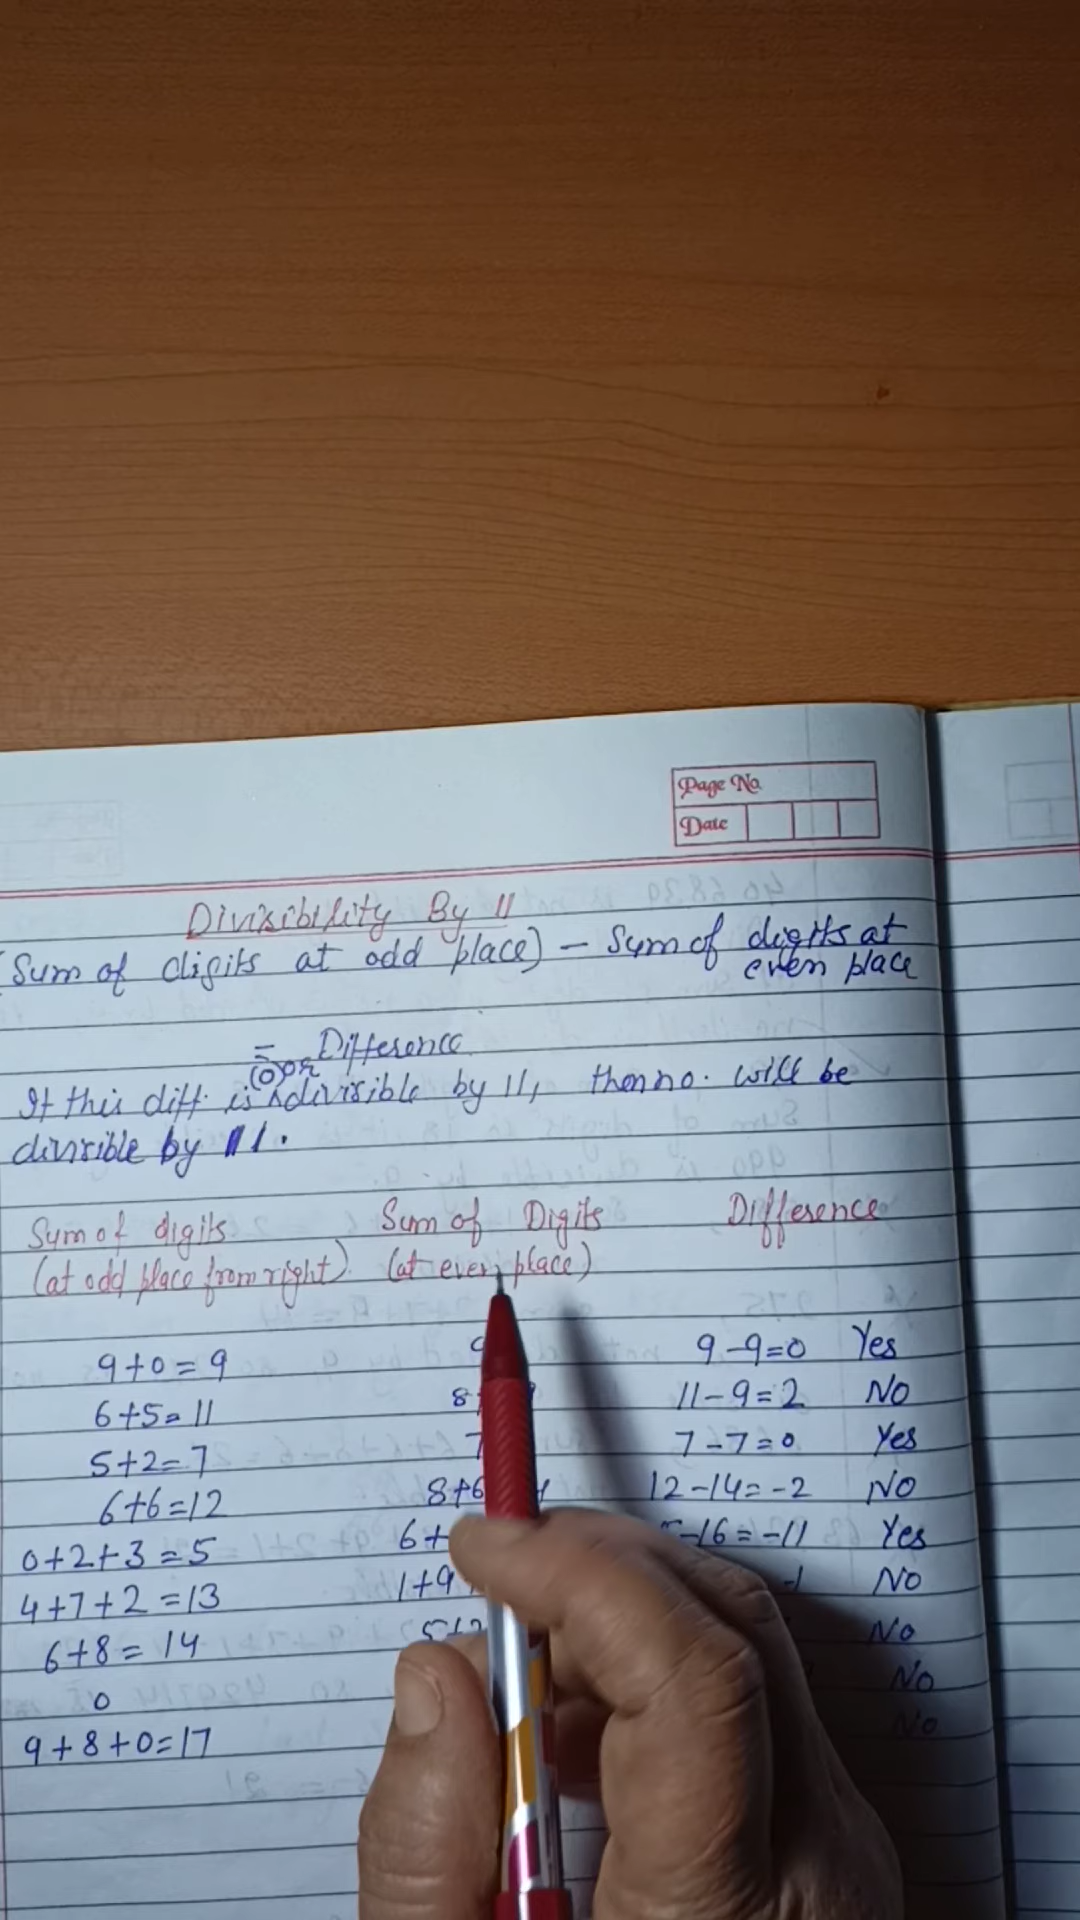 Page No.
Date
Divisibility By 11
(Sum of digits at odd place) - Sum of digits at
even place
= Difference
(0) or
If this diff. is ^ divisible by 11, then no. will be
divisible by 11.
Sum of digits Sum of Digits Difference
(at odd place from right) (at even place)
9+0=9 9-9=0 Yes
6+5=11 8+ 11-9=2 No
5+2=7 7 7-7=0 Yes
6+6=12 8+6 12-14=-2 No
0+2+3=5 6+ -16=-11 Yes
4+7+2=13 1+9 -1 No
6+8=14 5+2 No
0 No
9+8+0=17 No